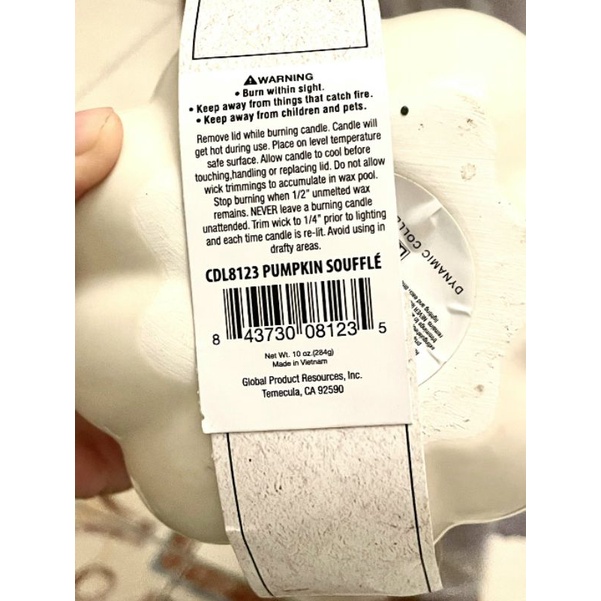 ⚠WARNING
• Burn within sight.
• Keep away from things that catch fire.
• Keep away from children and pets.
Remove lid while burning candle. Candle will
get hot during use. Place on level temperature
safe surface. Allow candle to cool before
touching,handling or replacing lid. Do not allow
wick trimmings to accumulate in wax pool.
Stop burning when 1/2" unmelted wax
remains. NEVER leave a burning candle
unattended. Trim wick to 1/4" prior to lighting
and each time candle is re-lit. Avoid using in
drafty areas.
CDL8123 PUMPKIN SOUFFLÉ
8 43730 08123 5
Net Wt. 10 oz.(284g)
Made in Vietnam
Global Product Resources, Inc.
Temecula, CA 92590
DYNAMIC COLLE